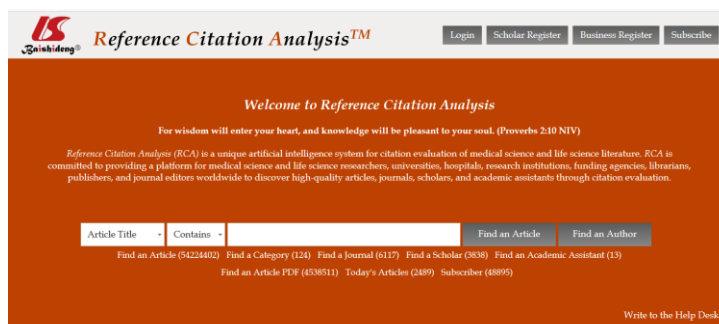 Baishideng®
Reference Citation Analysis™
Login Scholar Register Business Register Subscribe
Welcome to Reference Citation Analysis
For wisdom will enter your heart, and knowledge will be pleasant to your soul. (Proverbs 2:10 NIV)
Reference Citation Analysis (RCA) is a unique artificial intelligence system for citation evaluation of medical science and life science literature. RCA is
committed to providing a platform for medical science and life science researchers, universities, hospitals, research institutions, funding agencies, librarians,
publishers, and journal editors worldwide to discover high-quality articles, journals, scholars, and academic assistants through citation evaluation.
Article Title Contains Find an Article Find an Author
Find an Article (54224402) Find a Category (124) Find a Journal (6117) Find a Scholar (3838) Find an Academic Assistant (13)
Find an Article PDF (4538511) Today's Articles (2489) Subscriber (48895)
Write to the Help Desk